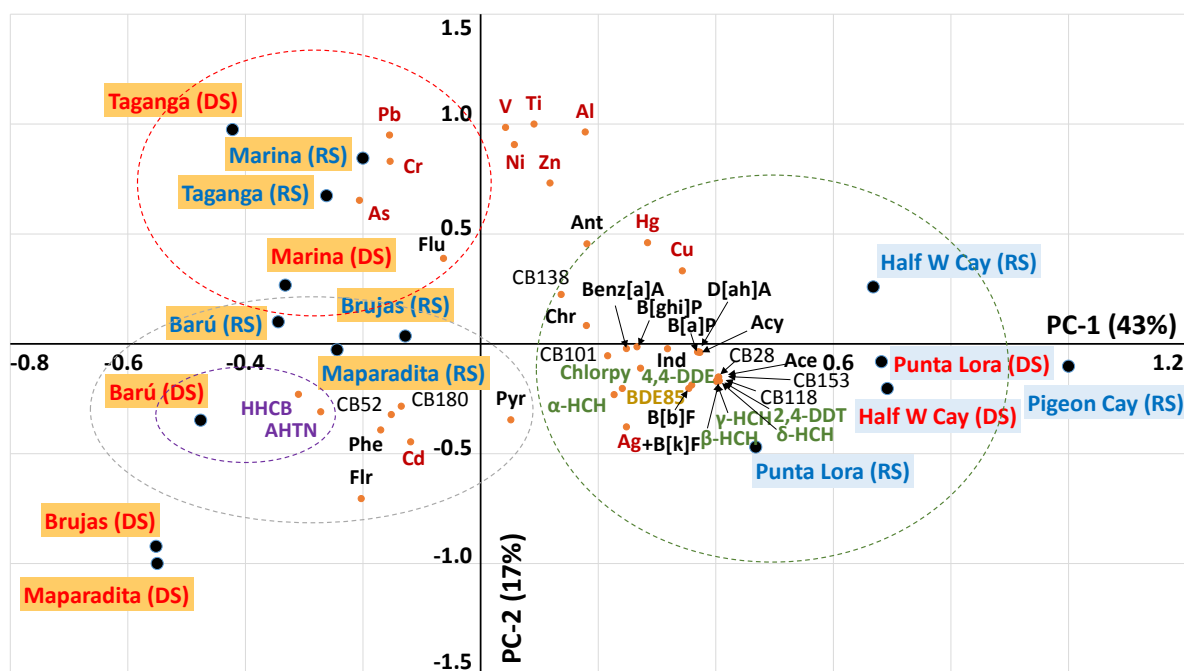 1.5
Taganga (DS)
Pb
V
Ti
Al
1.0
Marina (RS)
Cr
Ni
Zn
Taganga (RS)
As
Ant
Hg
0.5
Flu
Marina (DS)
Cu
Half W Cay (RS)
CB138
Benz[a]A
B[ghi]P
D[ah]A
Brujas (RS)
Chr
B[a]P
Acy
Barú (RS)
PC-1 (43%)
-0.8
-0.6
-0.4
-0.2
0.0
0.6
1.2
CB101
Ind
CB28
Ace
Maparadita (RS)
Chlorpy
4,4-DDE
CB153
Punta Lora (DS)
Barú (DS)
HHCB
CB52
CB180
Pyr
α-HCH
BDE85
CB118
Pigeon Cay (RS)
AHTN
B[b]F
γ-HCH
2,4-DDT
Half W Cay (DS)
Phe
Cd
Ag
+B[k]F
β-HCH
δ-HCH
-0.5
Punta Lora (RS)
Flr
Brujas (DS)
-1.0
Maparadita (DS)
PC-2 (17%)
-1.5